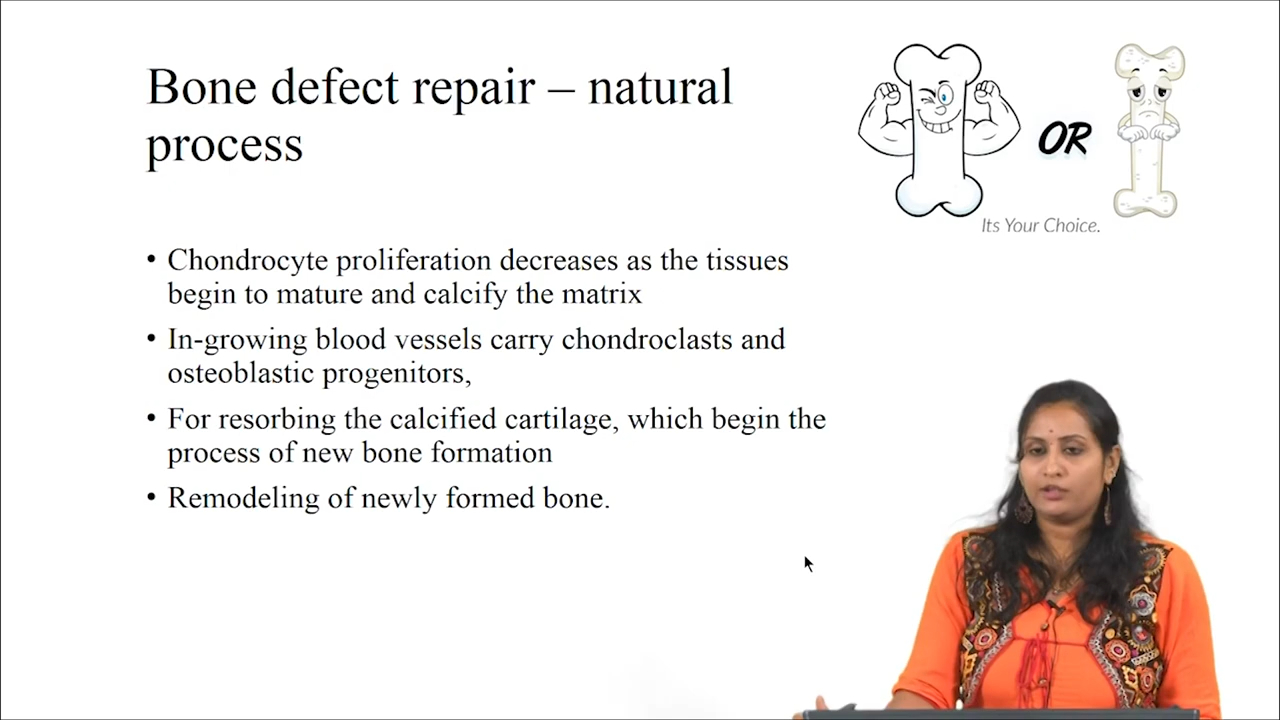 Bone defect repair – natural
process
OR
Its Your Choice.
• Chondrocyte proliferation decreases as the tissues
begin to mature and calcify the matrix
• In-growing blood vessels carry chondroclasts and
osteoblastic progenitors,
• For resorbing the calcified cartilage, which begin the
process of new bone formation
• Remodeling of newly formed bone.